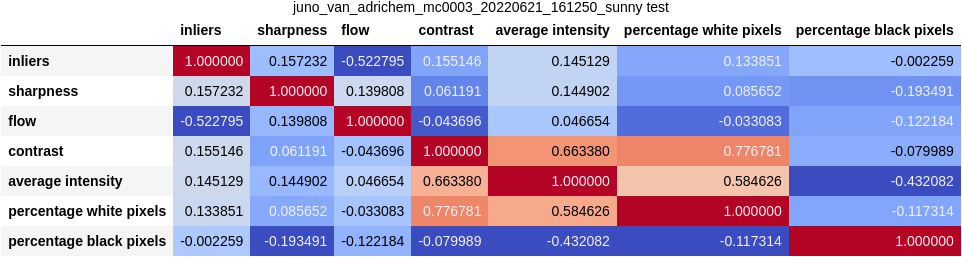 juno_van_adrichem_mc0003_20220621_161250_sunny test
inliers sharpness flow contrast average intensity percentage white pixels percentage black pixels
inliers 1.000000 0.157232 -0.522795 0.155146 0.145129 0.133851 -0.002259
sharpness 0.157232 1.000000 0.139808 0.061191 0.144902 0.085652 -0.193491
flow -0.522795 0.139808 1.000000 -0.043696 0.046654 -0.033083 -0.122184
contrast 0.155146 0.061191 -0.043696 1.000000 0.663380 0.776781 -0.079989
average intensity 0.145129 0.144902 0.046654 0.663380 1.000000 0.584626 -0.432082
percentage white pixels 0.133851 0.085652 -0.033083 0.776781 0.584626 1.000000 -0.117314
percentage black pixels -0.002259 -0.193491 -0.122184 -0.079989 -0.432082 -0.117314 1.000000